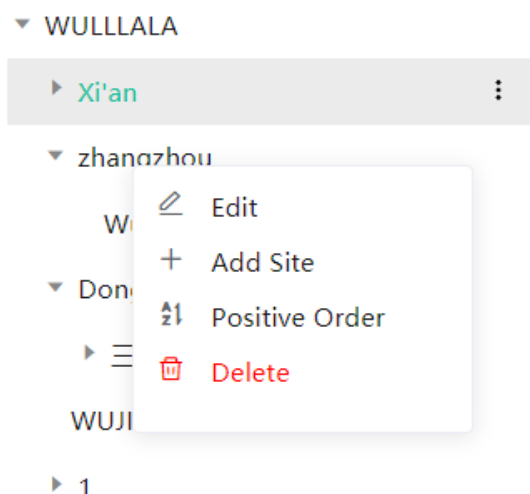 WULLLALA
Xi'an
zhangzhou
Edit
Add Site
Positive Order
Delete
1